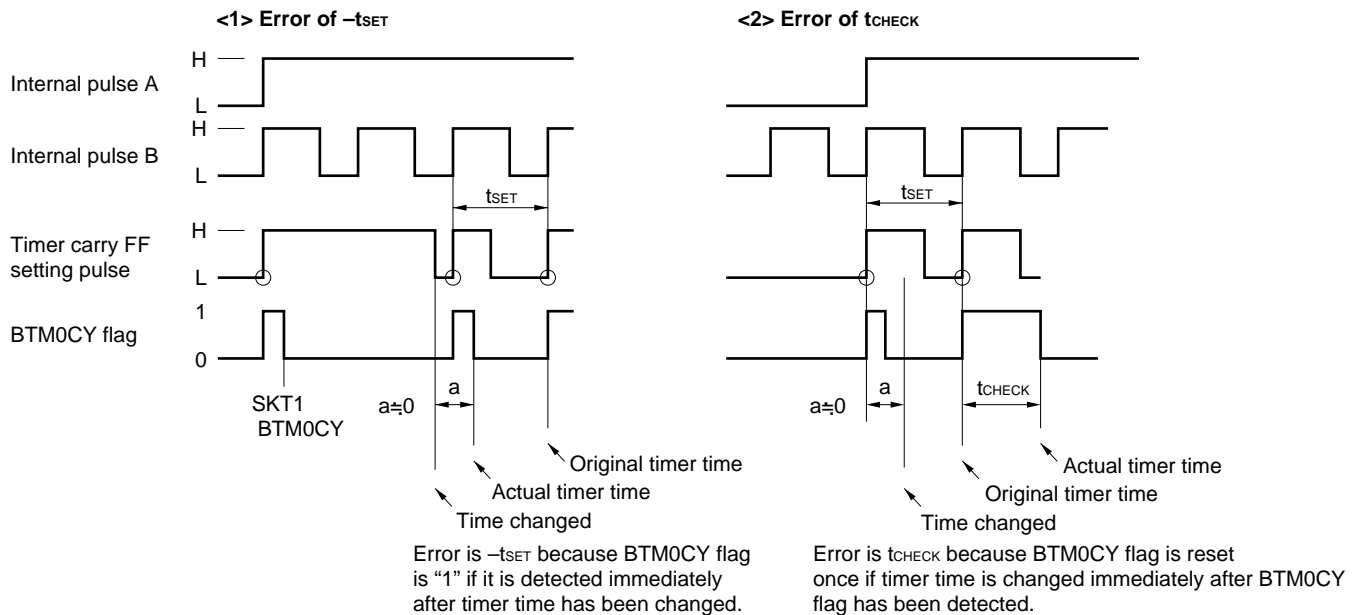 <1> Error of –tSET
<2> Error of tCHECK
Internal pulse A
H
L
Internal pulse B
H
L
tSET
tSET
Timer carry FF
setting pulse
H
L
BTM0CY flag
1
0
SKT1
BTM0CY
a≒0
a
a≒0
a
tCHECK
Original timer time
Actual timer time
Time changed
Actual timer time
Original timer time
Time changed
Error is –tSET because BTM0CY flag
is "1" if it is detected immediately
after timer time has been changed.
Error is tCHECK because BTM0CY flag is reset
once if timer time is changed immediately after BTM0CY
flag has been detected.